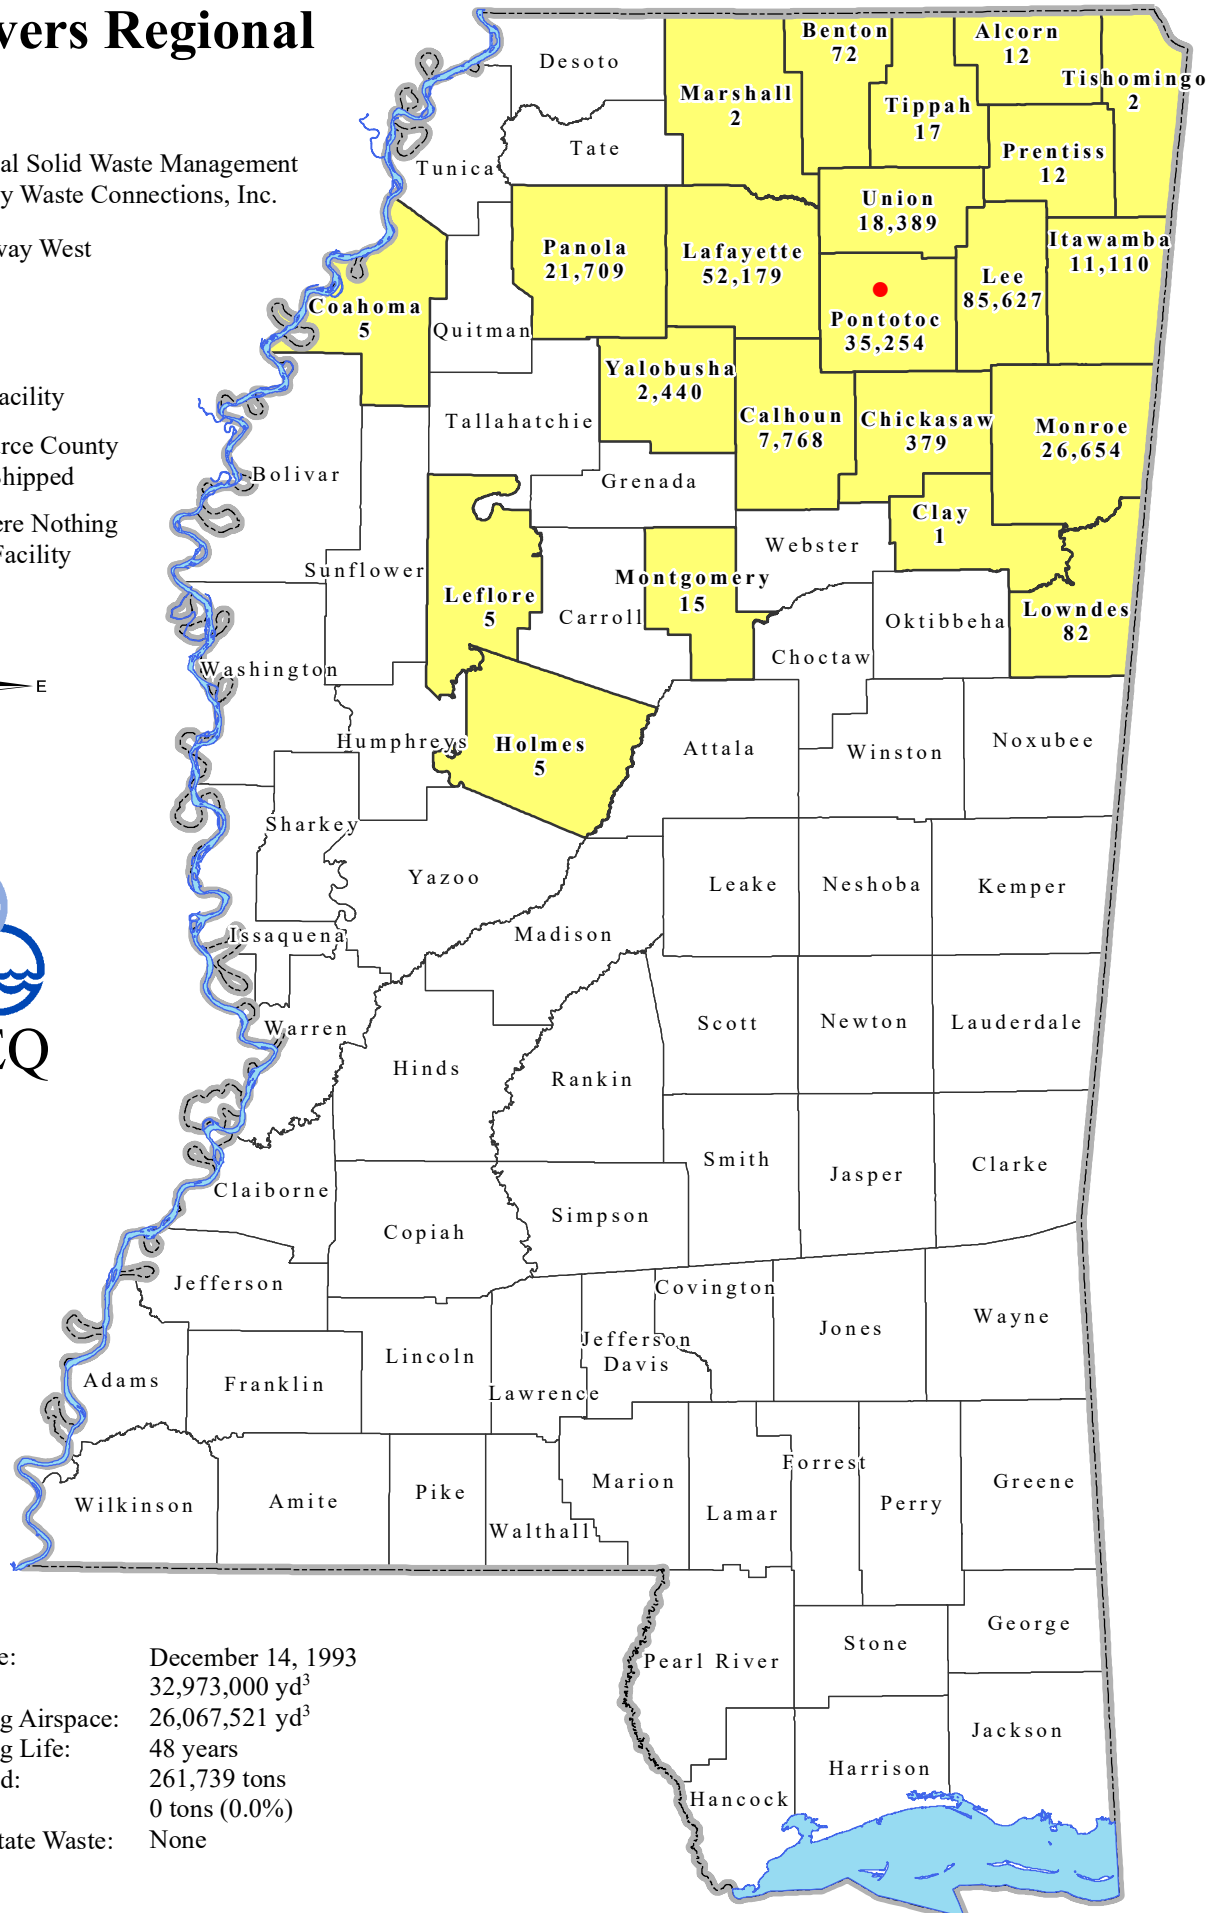 vers Regional
al Solid Waste Management
y Waste Connections, Inc.
way West
acility
rce County
Shipped
ere Nothing
Facility
E
EQ
Desoto
Benton
72
Alcorn
12
Tishomingo
2
Marshall
2
Tippah
17
Tate
Tunica
Prentiss
12
Union
18,389
Panola
21,709
Lafayette
52,179
Itawamba
11,110
Lee
85,627
Coahoma
5
Quitman
Pontotoc
35,254
Yalobusha
2,440
Tallahatchie
Calhoun
7,768
Chickasaw
379
Monroe
26,654
Bolivar
Grenada
Clay
1
Webster
Sunflower
Montgomery
15
Leflore
5
Carroll
Oktibbeha
Lowndes
82
Choctaw
Washington
Humphreys
Holmes
5
Attala
Winston
Noxubee
Sharkey
Yazoo
Leake
Neshoba
Kemper
Issaquena
Madison
Warren
Scott
Newton
Lauderdale
Hinds
Rankin
Smith
Jasper
Clarke
Claiborne
Copiah
Simpson
Jefferson
Covington
Wayne
Jones
Jefferson
Davis
Lincoln
Lawrence
Adams
Franklin
Forrest
Marion
Greene
Pike
Wilkinson
Amite
Perry
Lamar
Walthall
George
Stone
Pearl River
Jackson
Harrison
Hancock
e: December 14, 1993
32,973,000 yd³
g Airspace: 26,067,521 yd³
g Life: 48 years
d: 261,739 tons
0 tons (0.0%)
tate Waste: None